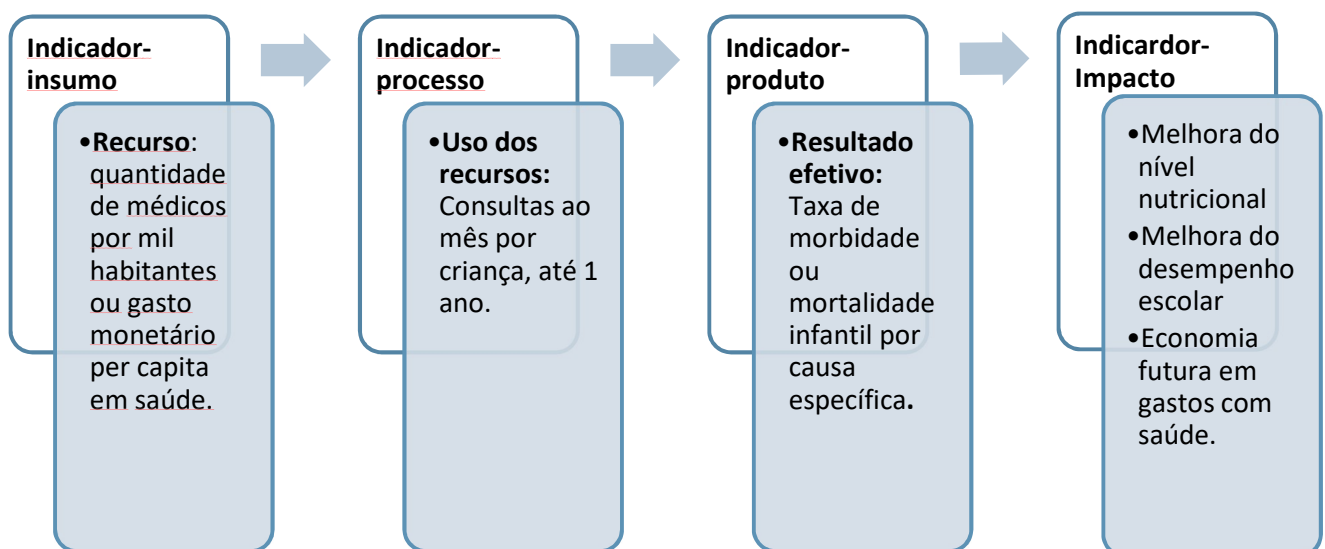 Indicador-
insumo
•Recurso:
quantidade
de médicos
por mil
habitantes
ou gasto
monetário
per capita
em saúde.
Indicador-
processo
•Uso dos
recursos:
Consultas ao
mês por
criança, até 1
ano.
Indicador-
produto
•Resultado
efetivo:
Taxa de
morbidade
ou
mortalidade
infantil por
causa
específica.
Indicardor-
Impacto
•Melhora do
nível
nutricional
•Melhora do
desempenho
escolar
•Economia
futura em
gastos com
saúde.